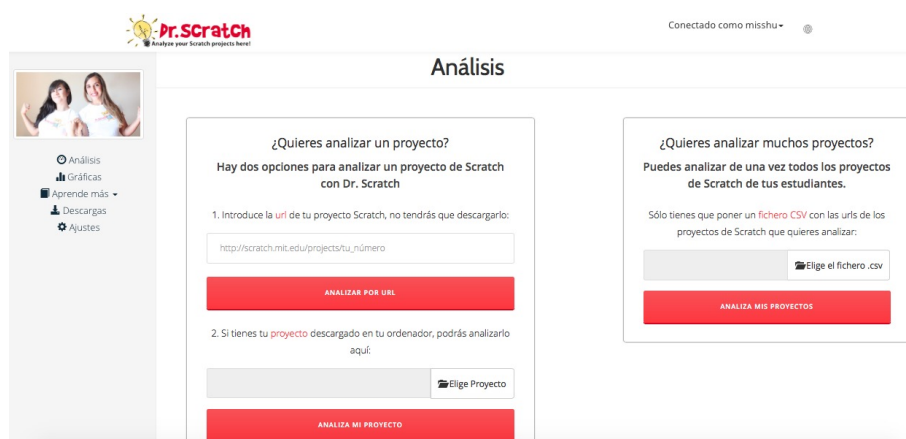 Dr.Scratch
Analyze your Scratch projects here!
Conectado como misshu
Análisis
Análisis
Gráficas
Aprende más
Descargas
Ajustes
¿Quieres analizar un proyecto?
Hay dos opciones para analizar un proyecto de Scratch
con Dr. Scratch
1. Introduce la url de tu proyecto Scratch, no tendrás que descargarlo:
http://scratch.mit.edu/projects/tu_número
ANALIZAR POR URL
2. Si tienes tu proyecto descargado en tu ordenador, podrás analizarlo
aquí:
Elige Proyecto
ANALIZA MI PROYECTO
¿Quieres analizar muchos proyectos?
Puedes analizar de una vez todos los proyectos
de Scratch de tus estudiantes.
Sólo tienes que poner un fichero CSV con las urls de los
proyectos de Scratch que quieres analizar:
Elige el fichero .csv
ANALIZA MIS PROYECTOS